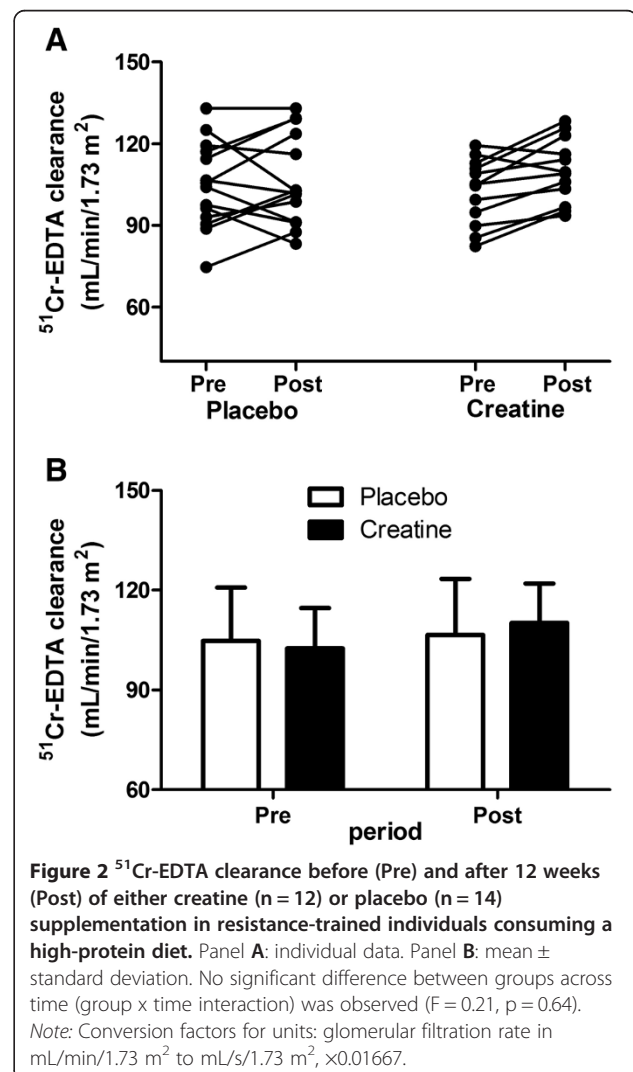 A
150
120
90
60
⁵¹Cr-EDTA clearance
(mL/min/1.73 m²)
Pre Post Pre Post
Placebo Creatine
B
150
120
90
60
⁵¹Cr-EDTA clearance
(mL/min/1.73 m²)
Placebo
Creatine
Pre Post
period
Figure 2 ⁵¹Cr-EDTA clearance before (Pre) and after 12 weeks
(Post) of either creatine (n = 12) or placebo (n = 14)
supplementation in resistance-trained individuals consuming a
high-protein diet. Panel A: individual data. Panel B: mean ±
standard deviation. No significant difference between groups across
time (group x time interaction) was observed (F = 0.21, p = 0.64).
Note: Conversion factors for units: glomerular filtration rate in
mL/min/1.73 m² to mL/s/1.73 m², ×0.01667.